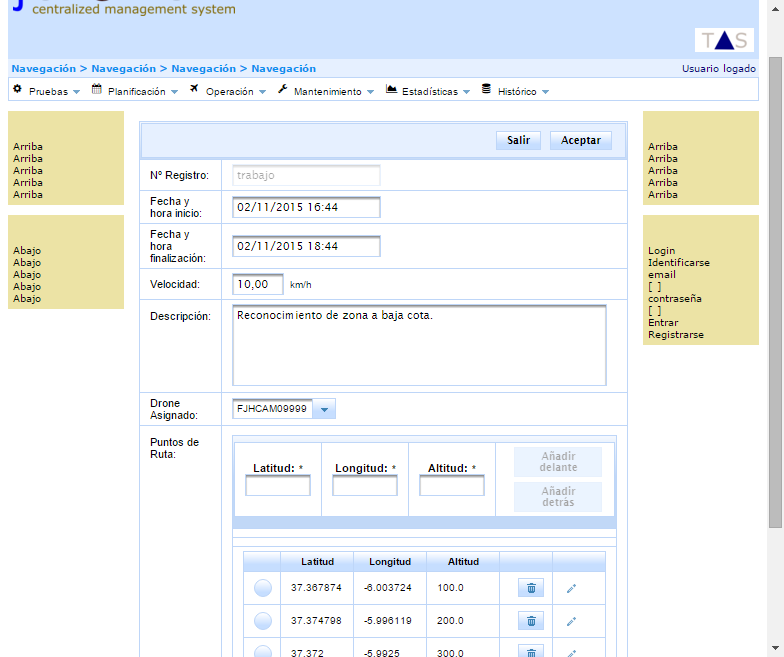 centralized management system
TAS
Navegación > Navegación > Navegación > Navegación
Usuario logado
Pruebas Planificación Operación Mantenimiento Estadísticas Histórico
Arriba
Arriba
Arriba
Arriba
Arriba
Abajo
Abajo
Abajo
Abajo
Abajo
Salir Aceptar
Nº Registro: trabajo
Fecha y
hora inicio:
02/11/2015 16:44
Fecha y
hora
finalización:
02/11/2015 18:44
Velocidad: 10,00 km/h
Descripción: Reconocimiento de zona a baja cota.
Drone
Asignado:
FJHCAM09999
Puntos de
Ruta:
Latitud: * Longitud: * Altitud: *
Añadir
delante
Añadir
detrás
Latitud Longitud Altitud
37.367874 -6.003724 100.0
37.374798 -5.996119 200.0
37.372 -5.9925 300.0
Arriba
Arriba
Arriba
Arriba
Arriba
Login
Identificarse
email
[ ]
contraseña
[ ]
Entrar
Registrarse